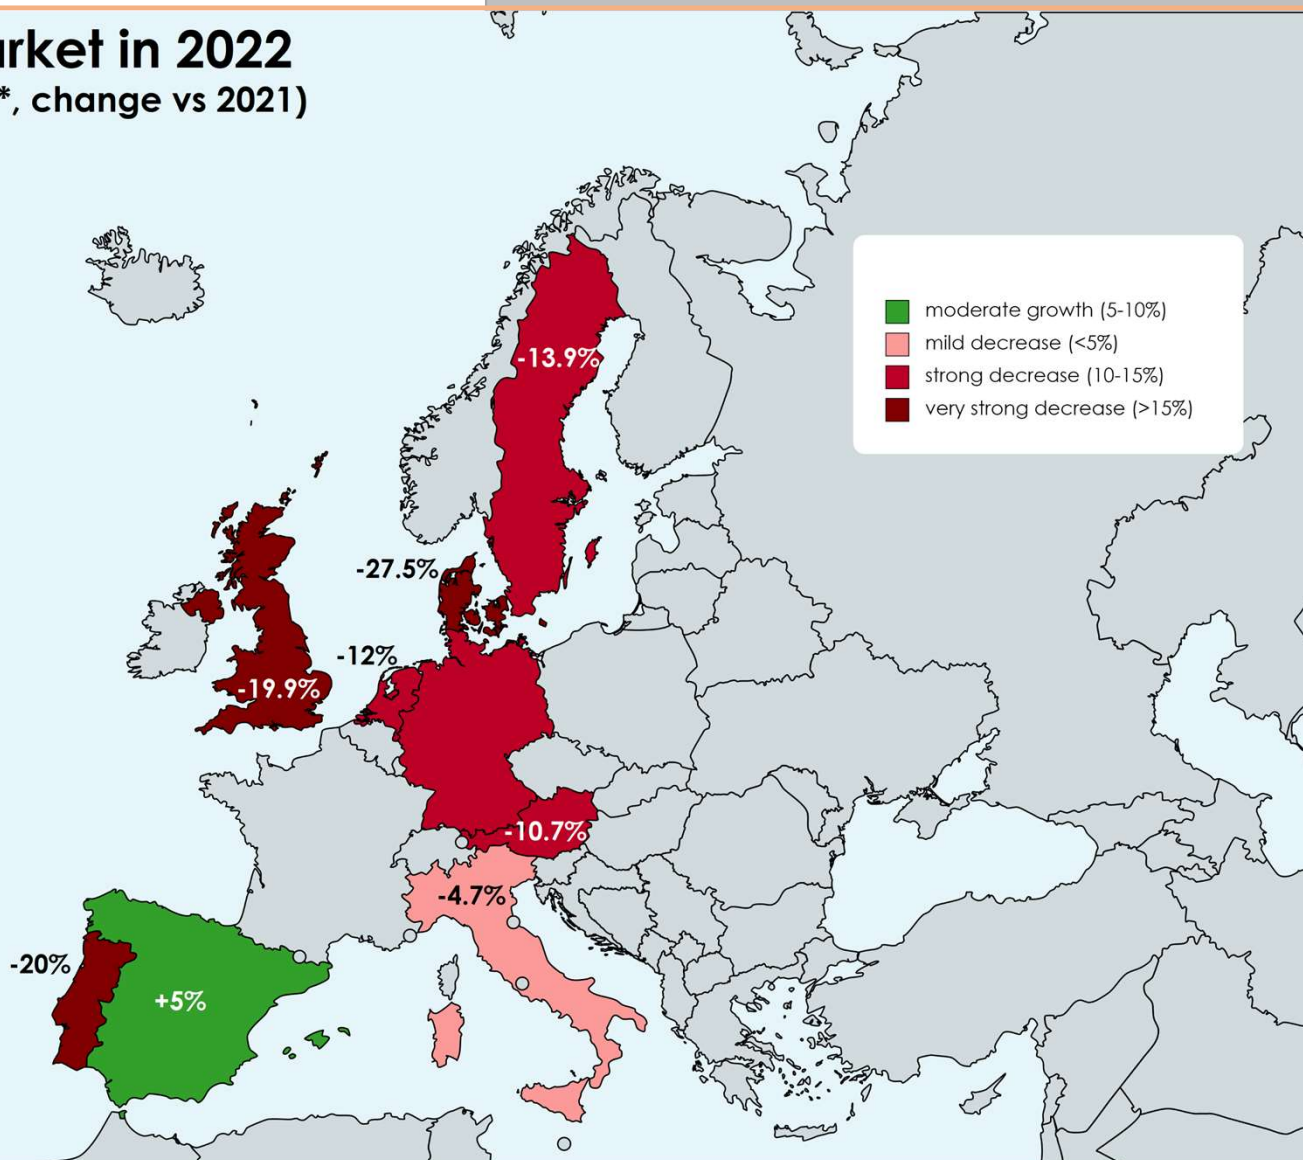 rket in 2022
*, change vs 2021)
moderate growth (5-10%)
mild decrease (<5%)
strong decrease (10-15%)
very strong decrease (>15%)
-13.9%
-27.5%
-12%
-19.9%
-10.7%
-4.7%
-20%
+5%